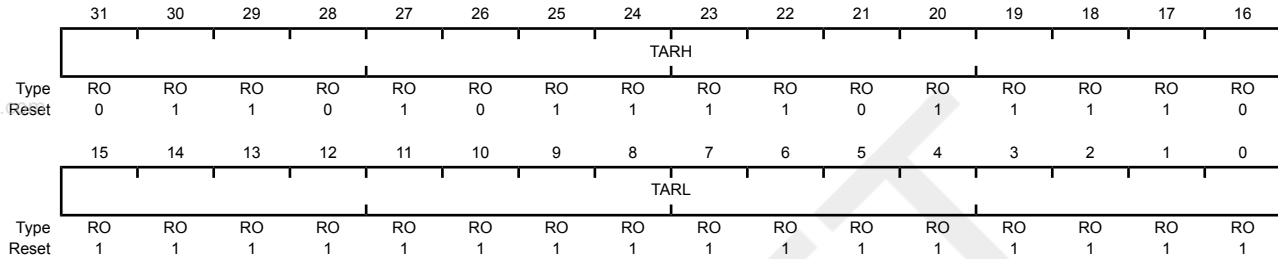 31 30 29 28 27 26 25 24 23 22 21 20 19 18 17 16
TARH
Type RO RO RO RO RO RO RO RO RO RO RO RO RO RO RO RO
Reset 0 1 1 0 1 0 1 1 1 1 0 1 1 1 1 0
15 14 13 12 11 10 9 8 7 6 5 4 3 2 1 0
TARL
Type RO RO RO RO RO RO RO RO RO RO RO RO RO RO RO RO
Reset 1 1 1 1 1 1 1 1 1 1 1 1 1 1 1 1